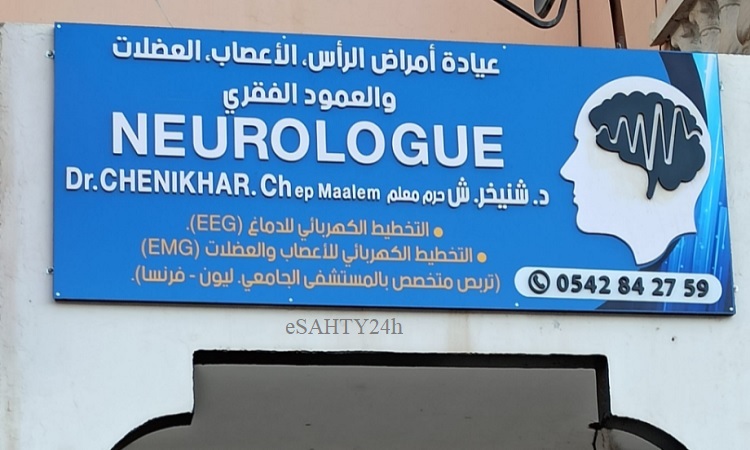 عيادة أمراض الرأس، الأعصاب، العضلات
والعمود الفقري
NEUROLOGUE
Dr.CHENIKHAR. Ch ep Maalem د. شنيخر. ش حرم معلم
● التخطيط الكهربائي للدماغ (EEG).
● التخطيط الكهربائي للأعصاب والعضلات (EMG)
(تربص متخصص بالمستشفى الجامعي. ليون - فرنسا).
0542 84 27 59
eSAHTY24h